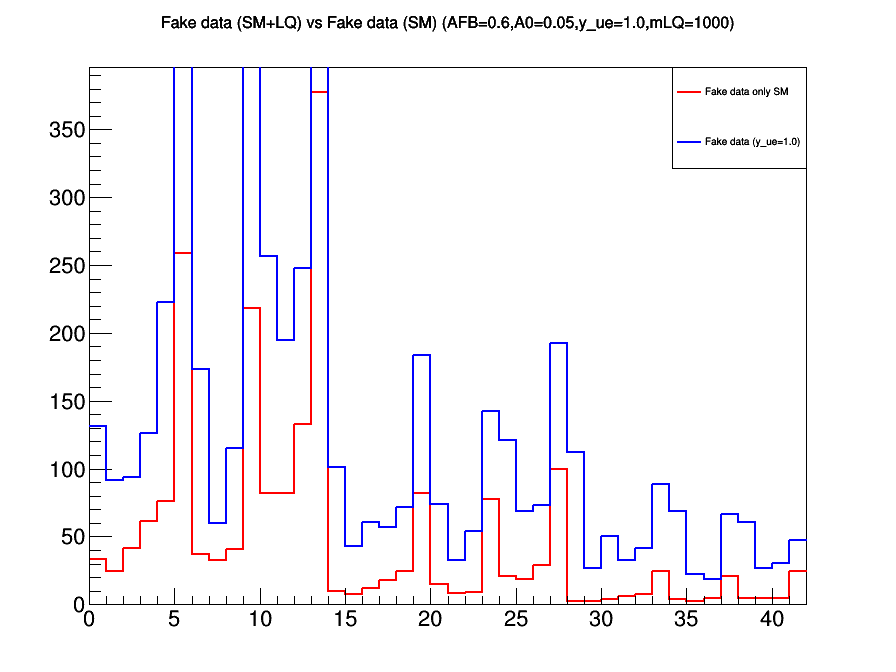 Fake data (SM+LQ) vs Fake data (SM) (AFB=0.6,A0=0.05,y_ue=1.0,mLQ=1000)
Fake data only SM
Fake data (y_ue=1.0)
350
300
250
200
150
100
50
0
0 5 10 15 20 25 30 35 40